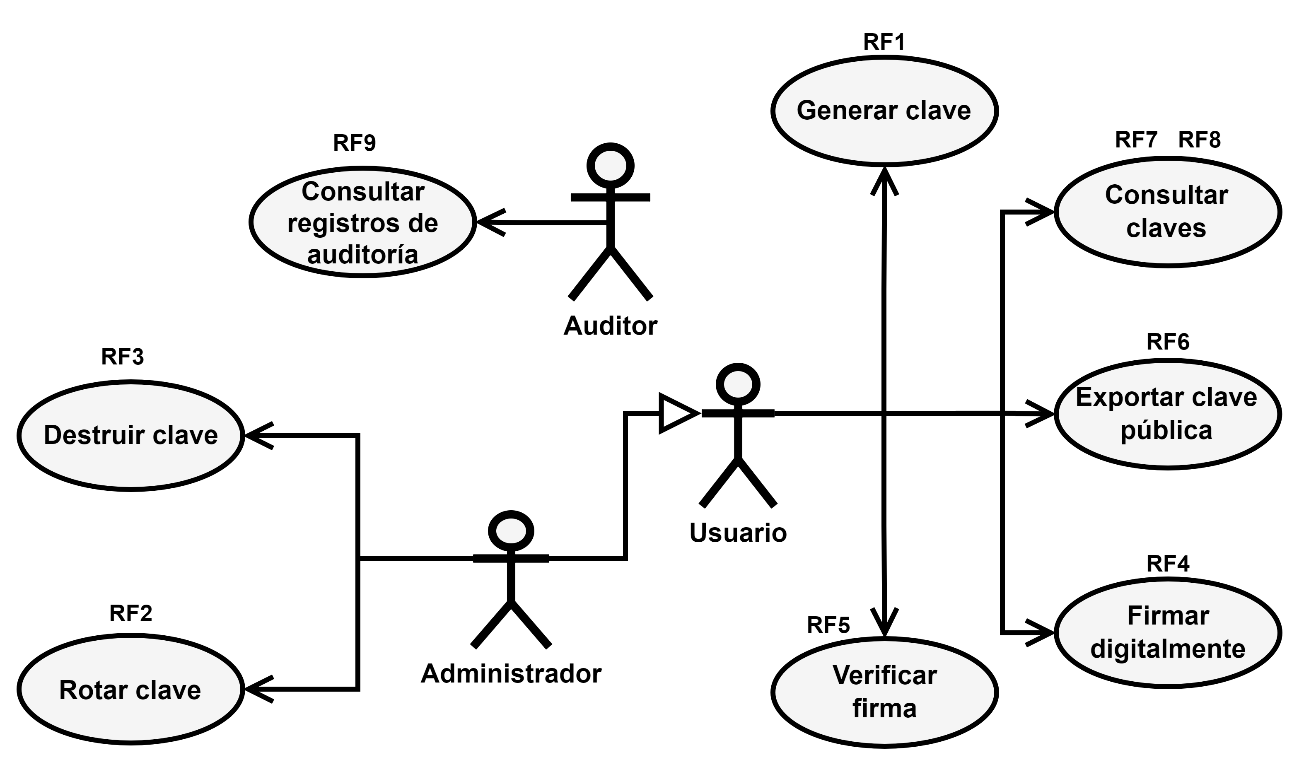 RF1
Generar clave
RF7 RF8
Consultar
claves
RF9
Consultar
registros de
auditoría
Auditor
RF6
Exportar clave
pública
RF3
Destruir clave
Usuario
RF4
Firmar
digitalmente
RF2
Rotar clave
Administrador
RF5
Verificar
firma